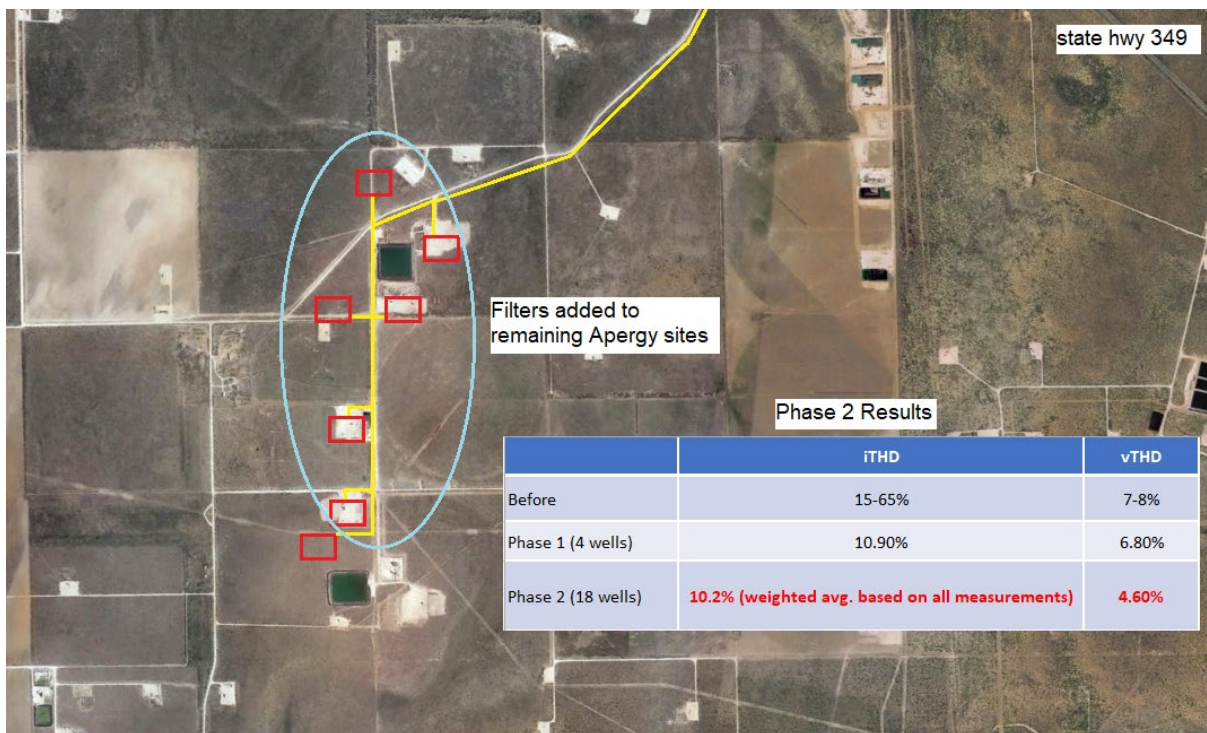 state hwy 349
Filters added to
remaining Apergy sites
Phase 2 Results
iTHD vTHD
Before 15-65% 7-8%
Phase 1 (4 wells) 10.90% 6.80%
Phase 2 (18 wells) 10.2% (weighted avg. based on all measurements) 4.60%